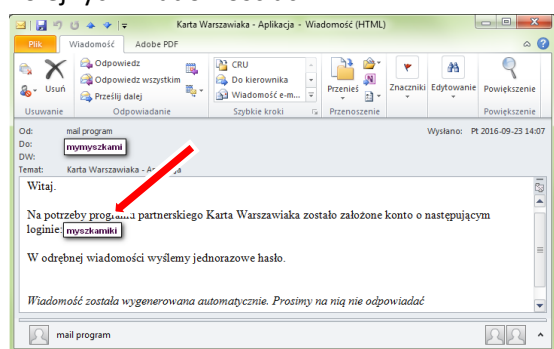 Karta Warszawiaka - Aplikacja - Wiadomość (HTML)
Plik Wiadomość Adobe PDF
Usuń
Odpowiedz
Odpowiedz wszystkim
Prześlij dalej
CRU
Do kierownika
Wiadomość e-m...
Przenieś
Znaczniki
Edytowanie
Powiększenie
Usuwanie Odpowiadanie Szybkie kroki Przenoszenie Powiększenie
Od: mail program Wysłano: Pt 2016-09-23 14:07
Do: mymyszkami
DW:
Temat: Karta Warszawiaka - Aplikacja
Witaj.
Na potrzeby programu partnerskiego Karta Warszawiaka zostało założone konto o następującym
loginie: myszkamiki
W odrębnej wiadomości wyślemy jednorazowe hasło.
Wiadomość została wygenerowana automatycznie. Prosimy na nią nie odpowiadać
mail program